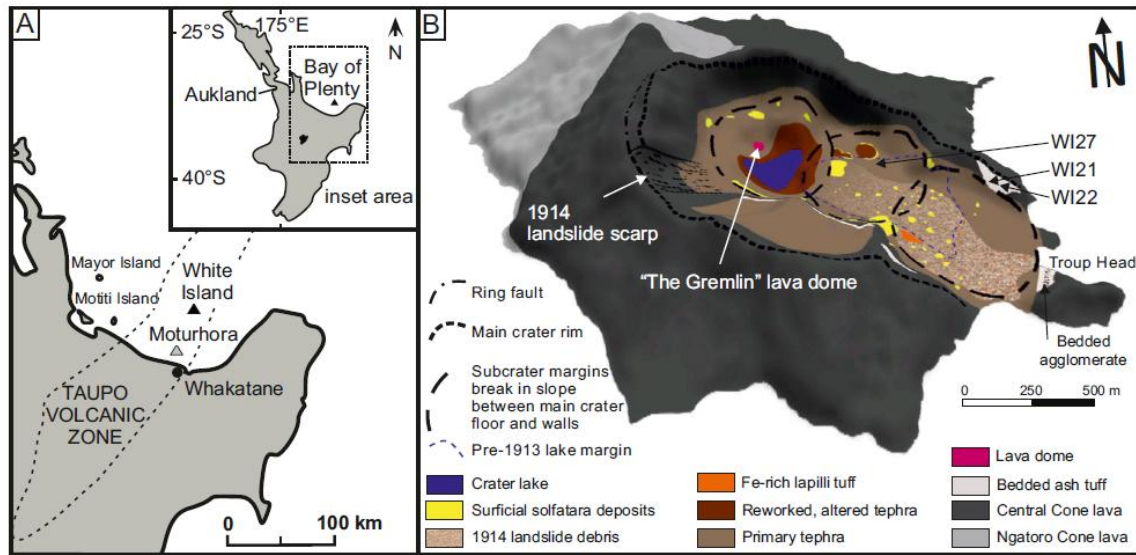 A
25°S
175°E
N
Bay of
Plenty
Aukland
40°S
inset area
Mayor Island
Motiti Island
White
Island
Moturhora
Whakatane
TAUPO
VOLCANIC
ZONE
0
100 km
B
N
WI27
WI21
WI22
1914
landslide scarp
"The Gremlin" lava dome
Troup Head
Bedded
agglomerate
0 250 500 m
Ring fault
Main crater rim
Subcrater margins
break in slope
between main crater
floor and walls
Pre-1913 lake margin
Crater lake
Surficial solfatara deposits
1914 landslide debris
Fe-rich lapilli tuff
Reworked, altered tephra
Primary tephra
Lava dome
Bedded ash tuff
Central Cone lava
Ngatoro Cone lava